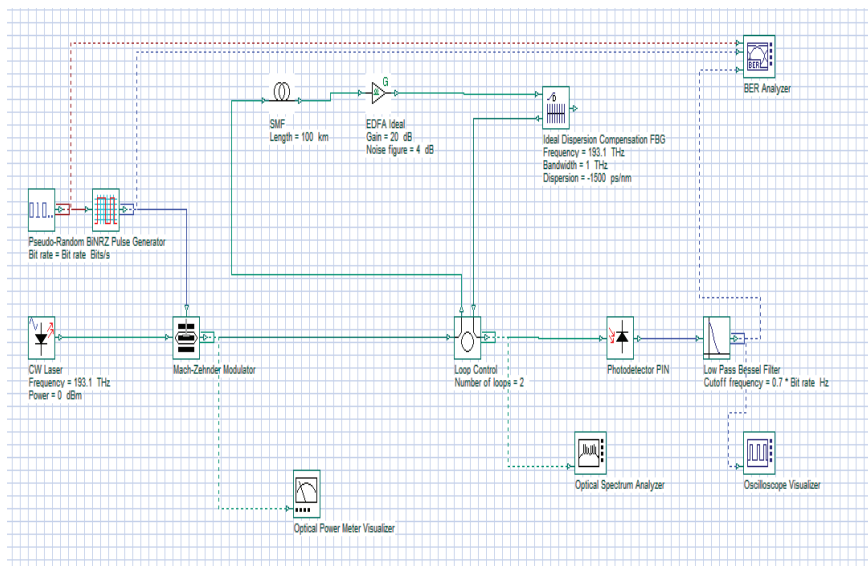 BER
BER Analyzer
G
SMF
Length = 100 km
EDFA Ideal
Gain = 20 dB
Noise figure = 4 dB
Ideal Dispersion Compensation FBG
Frequency = 193.1 THz
Bandwidth = 1 THz
Dispersion = -1500 ps/nm
Pseudo-Random BiNRZ Pulse Generator
Bit rate = Bit rate Bits/s
CW Laser
Frequency = 193.1 THz
Power = 0 dBm
Mach-Zehnder Modulator
Loop Control
Number of loops = 2
Photodetector PIN
Low Pass Bessel Filter
Cutoff frequency = 0.7 * Bit rate Hz
Optical Spectrum Analyzer
Oscilloscope Visualizer
Optical Power Meter Visualizer